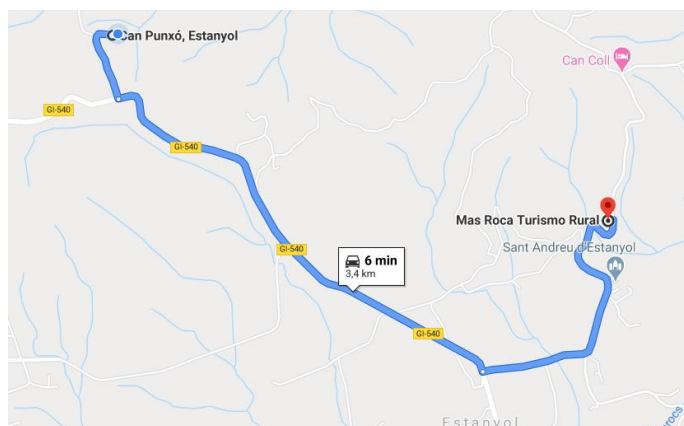 Can Punxó, Estanyol
Can Coll
GI-540
GI-540
Mas Roca Turismo Rural
GI-540
Sant Andreu d'Estanyol
6 min
3,4 km
GI-540
Estanyol